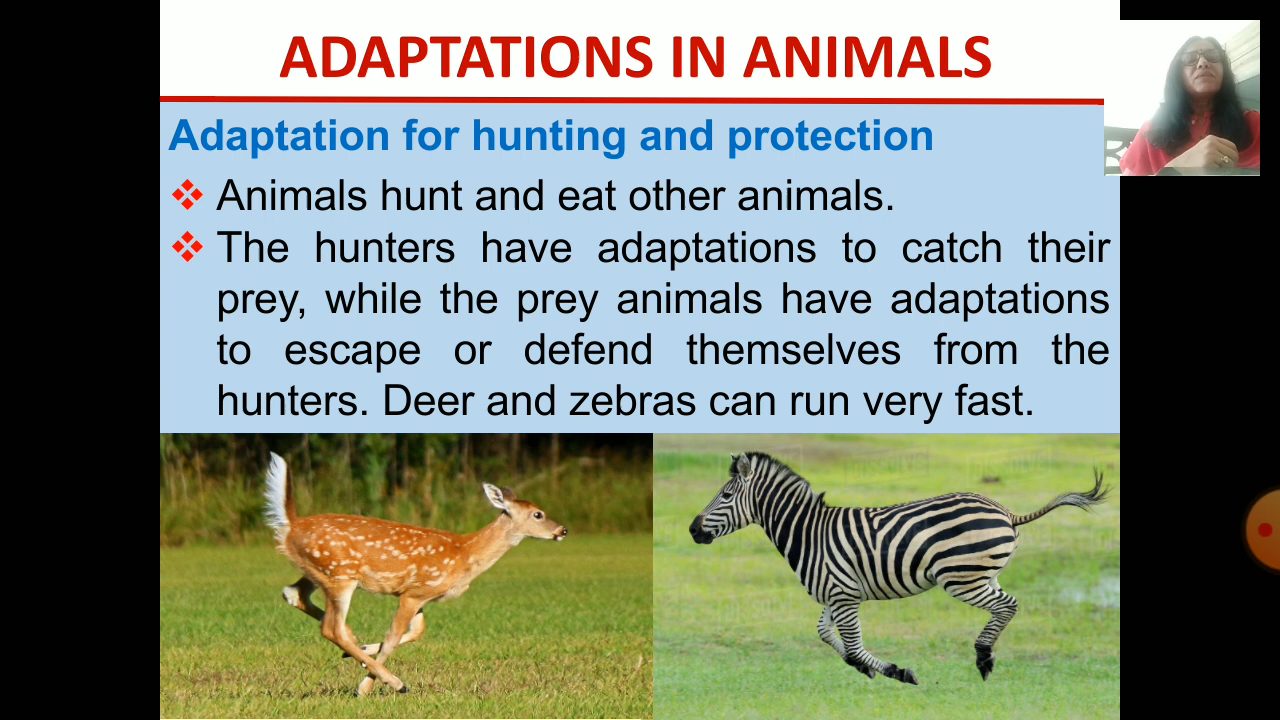 ADAPTATIONS IN ANIMALS
Adaptation for hunting and protection
❖ Animals hunt and eat other animals.
❖ The hunters have adaptations to catch their
prey, while the prey animals have adaptations
to escape or defend themselves from the
hunters. Deer and zebras can run very fast.